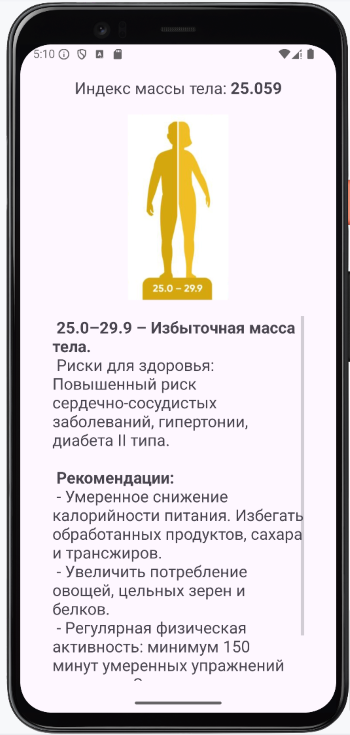 5:10
Индекс массы тела: 25.059
25.0 – 29.9
25.0–29.9 – Избыточная масса
тела.
Риски для здоровья:
Повышенный риск
сердечно-сосудистых
заболеваний, гипертонии,
диабета II типа.
Рекомендации:
- Умеренное снижение
калорийности питания. Избегать
обработанных продуктов, сахара
и трансжиров.
- Увеличить потребление
овощей, цельных зерен и
белков.
- Регулярная физическая
активность: минимум 150
минут умеренных упражнений